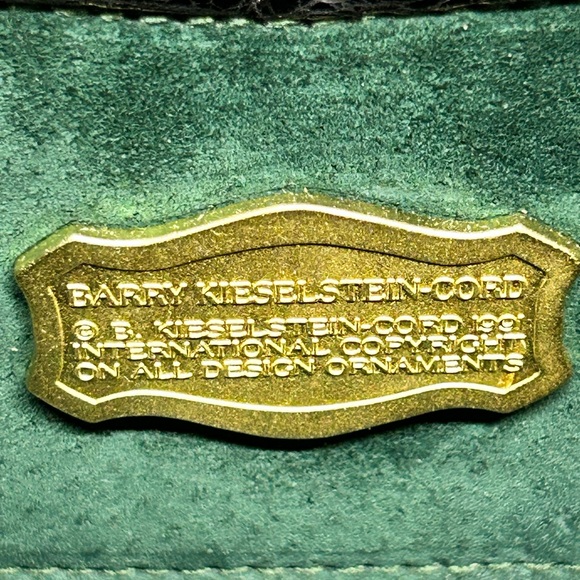 BARRY KIESELSTEIN-CORD
© B. KIESELSTEIN-CORD 1991
INTERNATIONAL COPYRIGHT
ON ALL DESIGN ORNAMENTS